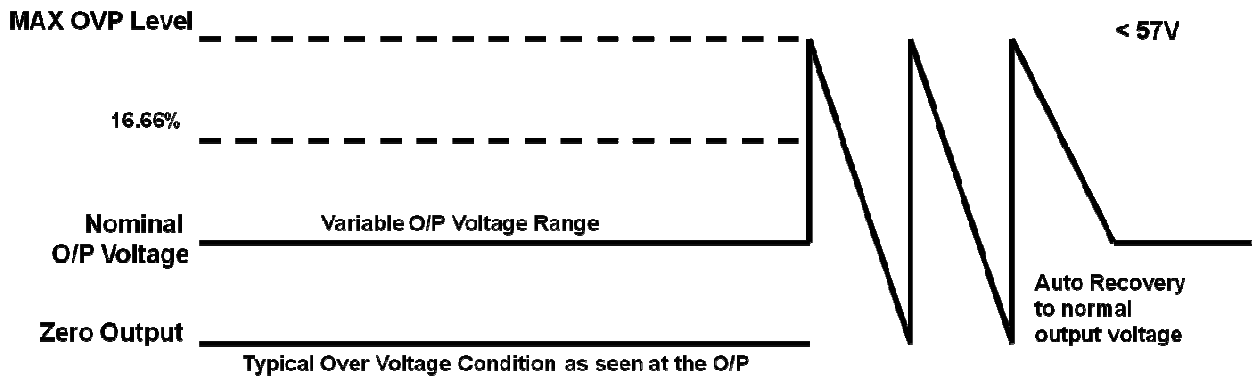 MAX OVP Level
< 57V
16.66%
Nominal
O/P Voltage
Variable O/P Voltage Range
Auto Recovery
to normal
output voltage
Zero Output
Typical Over Voltage Condition as seen at the O/P